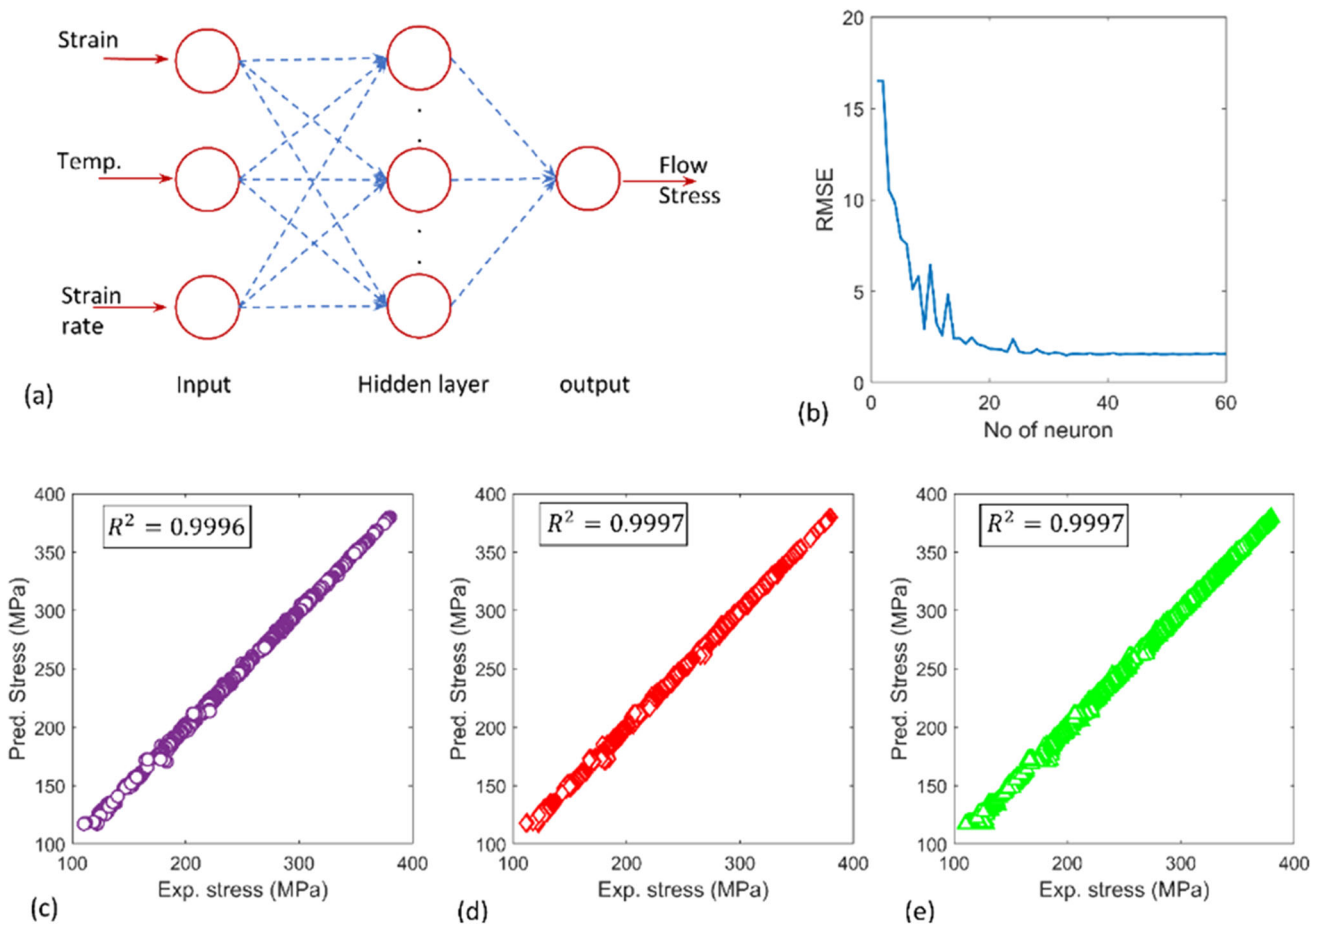 Strain
Temp.
Strain
rate
Flow
Stress
Input
Hidden layer
output
(a)
20
15
10
5
0
RMSE
0
20
40
60
No of neuron
(b)
400
350
300
250
200
150
100
Pred. Stress (MPa)
R² = 0.9996
100
200
300
400
Exp. stress (MPa)
(c)
400
350
300
250
200
150
100
Pred. Stress (MPa)
R² = 0.9997
100
200
300
400
Exp. stress (MPa)
(d)
400
350
300
250
200
150
100
Pred. Stress (MPa)
R² = 0.9997
100
200
300
400
Exp. stress (MPa)
(e)